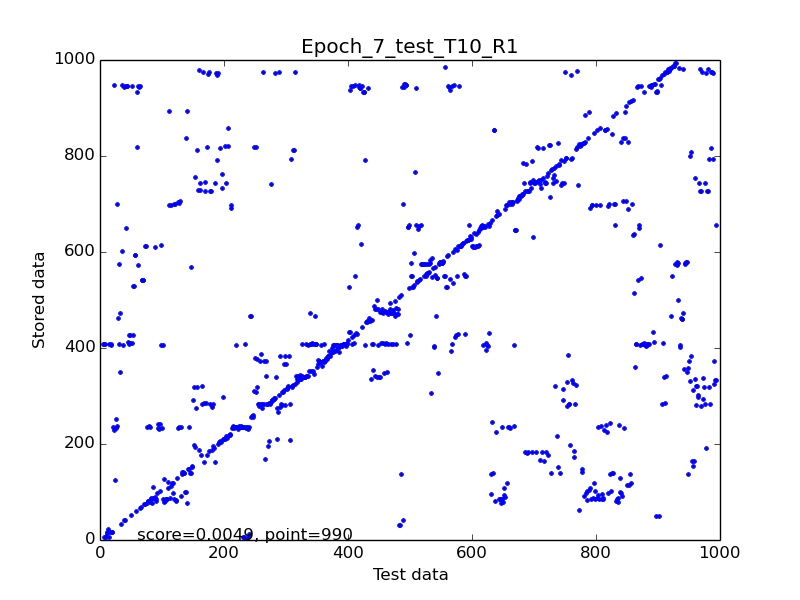 Epoch_7_test_T10_R1
1000
800
600
400
200
0
Stored data
score=0.0049, point=990
0 200 400 600 800 1000
Test data